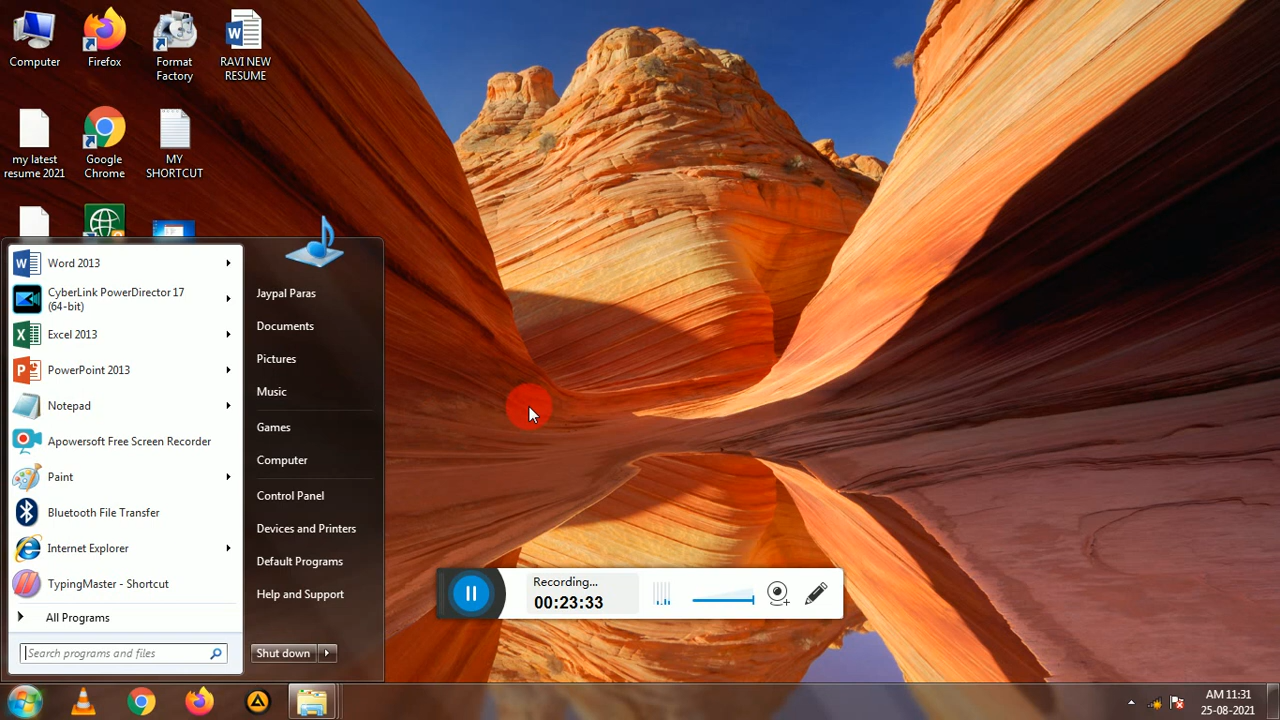 Computer
Firefox
Format
Factory
RAVI NEW
RESUME
my latest
resume 2021
Google
Chrome
MY
SHORTCUT
Word 2013
CyberLink PowerDirector 17
(64-bit)
Excel 2013
PowerPoint 2013
Notepad
Apowersoft Free Screen Recorder
Paint
Bluetooth File Transfer
Internet Explorer
TypingMaster - Shortcut
All Programs
Search programs and files
Jaypal Paras
Documents
Pictures
Music
Games
Computer
Control Panel
Devices and Printers
Default Programs
Help and Support
Shut down
Recording...
00:23:33
AM 11:31
25-08-2021